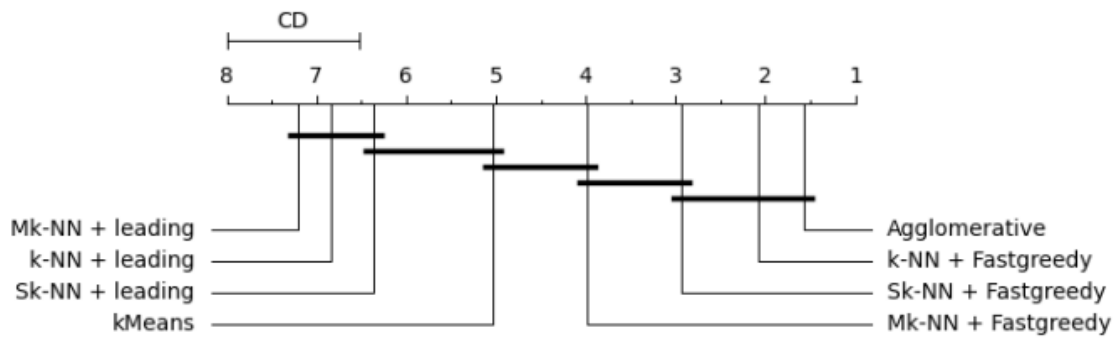 CD
8 7 6 5 4 3 2 1
Mk-NN + leading
k-NN + leading
Sk-NN + leading
kMeans
Agglomerative
k-NN + Fastgreedy
Sk-NN + Fastgreedy
Mk-NN + Fastgreedy